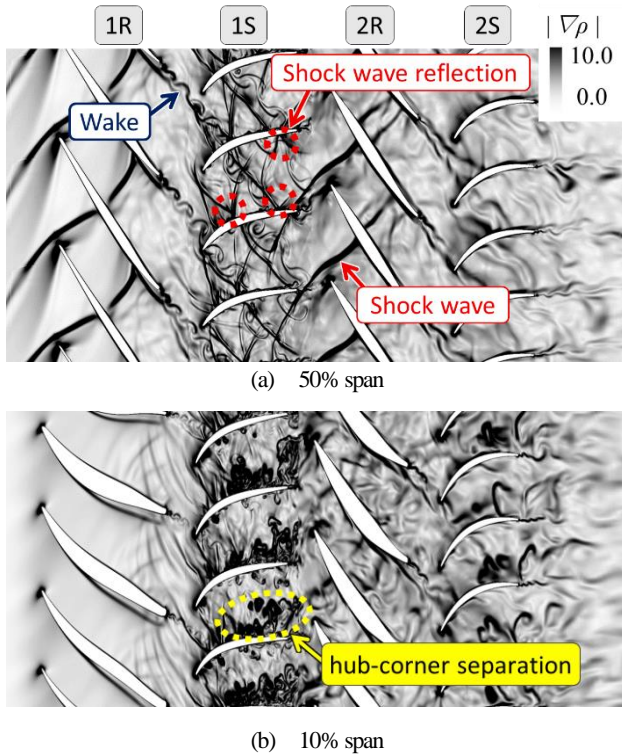 1R 1S 2R 2S
| ∇ρ |
10.0
0.0
Shock wave reflection
Wake
Shock wave
(a) 50% span
hub-corner separation
(b) 10% span